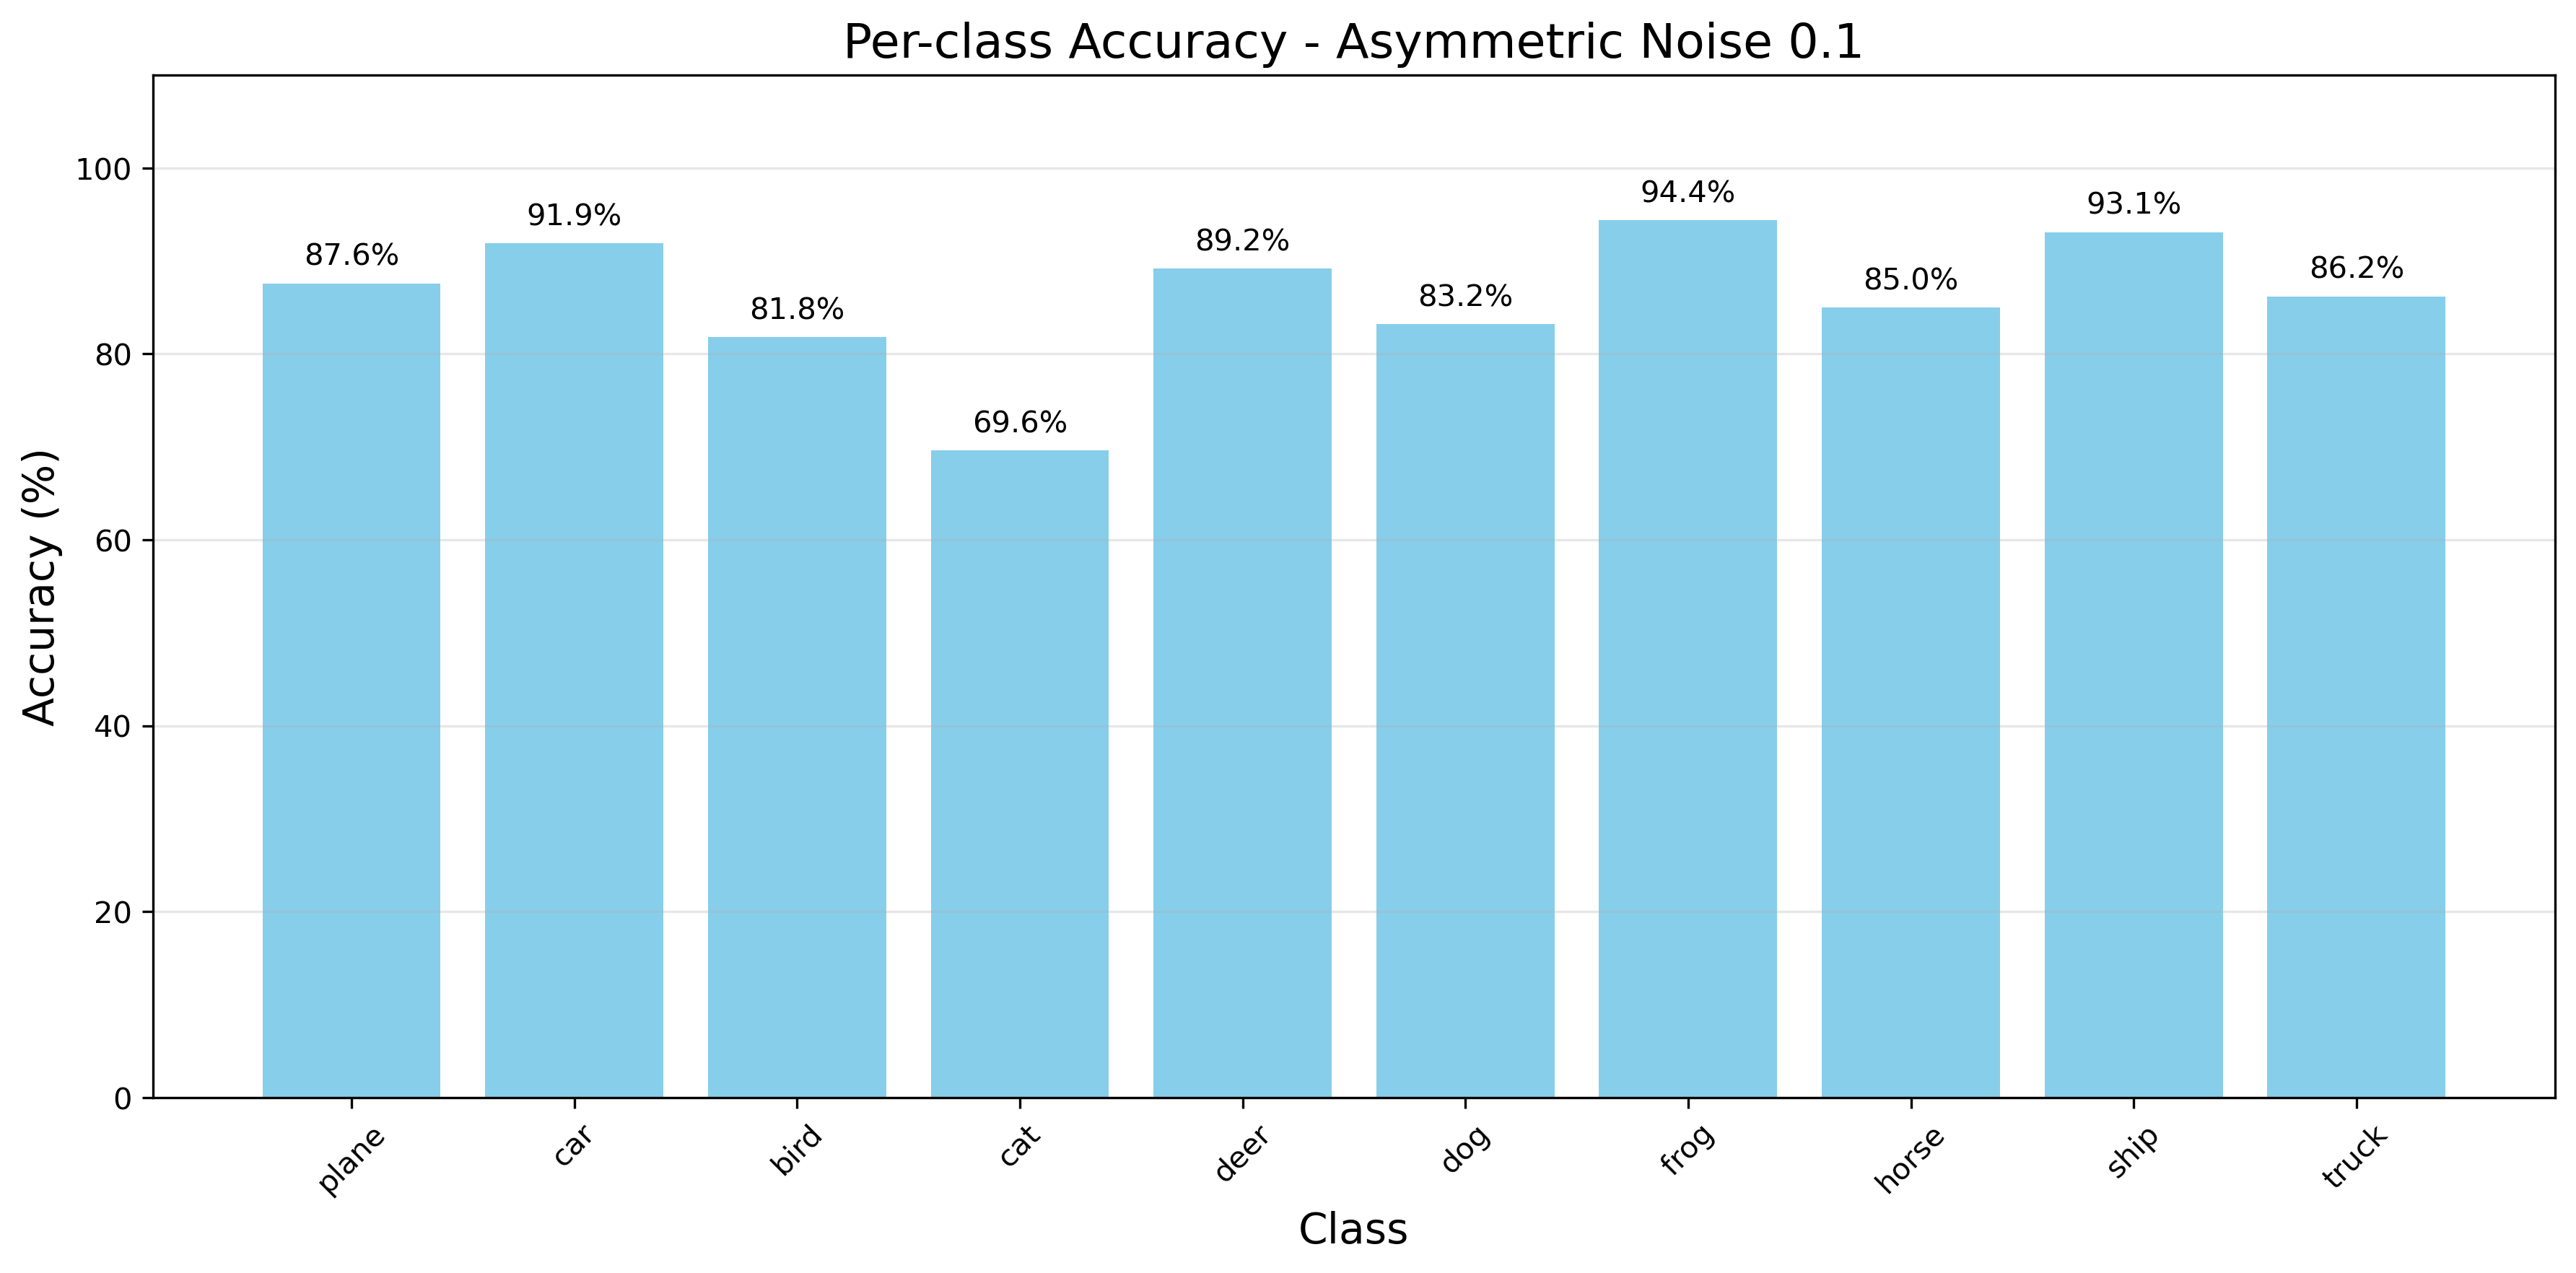 Per-class Accuracy - Asymmetric Noise 0.1
Accuracy (%)
100
80
60
40
20
0
87.6%
91.9%
81.8%
69.6%
89.2%
83.2%
94.4%
85.0%
93.1%
86.2%
plane
car
bird
cat
deer
dog
frog
horse
ship
truck
Class